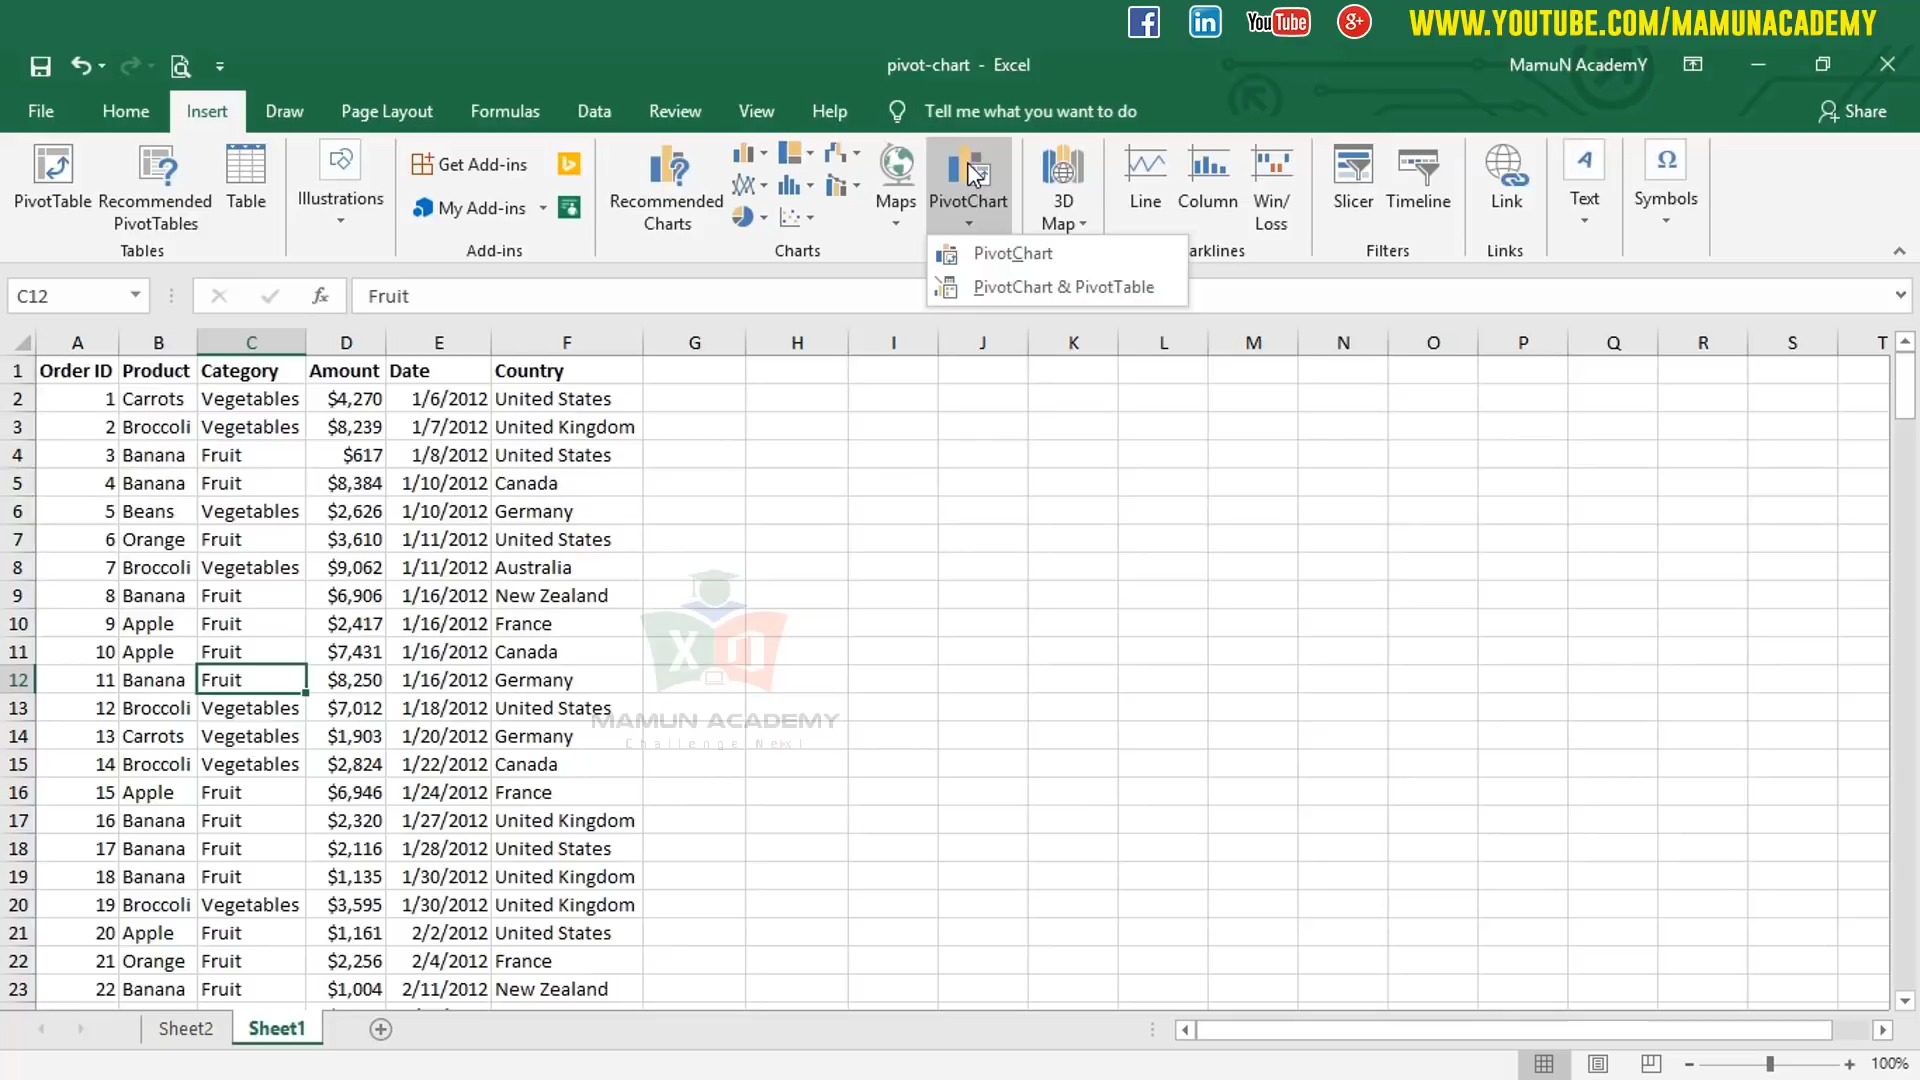 You Tube
g+
WWW.YOUTUBE.COM/MAMUNACADEMY
pivot-chart - Excel
MamuN AcademY
File Home Insert Draw Page Layout Formulas Data Review View Help Tell me what you want to do Share
PivotTable Recommended PivotTables Table
Tables
Illustrations
Get Add-ins
My Add-ins
Add-ins
Recommended Charts
Charts
Maps
PivotChart
3D Map
PivotChart
PivotChart & PivotTable
Line Column Win/Loss
arklines
Slicer Timeline
Filters
Link
Links
Text
Symbols
C12 fx Fruit
A B C D E F G H I J K L M N O P Q R S T
1 Order ID Product Category Amount Date Country
2 1 Carrots Vegetables $4,270 1/6/2012 United States
3 2 Broccoli Vegetables $8,239 1/7/2012 United Kingdom
4 3 Banana Fruit $617 1/8/2012 United States
5 4 Banana Fruit $8,384 1/10/2012 Canada
6 5 Beans Vegetables $2,626 1/10/2012 Germany
7 6 Orange Fruit $3,610 1/11/2012 United States
8 7 Broccoli Vegetables $9,062 1/11/2012 Australia
9 8 Banana Fruit $6,906 1/16/2012 New Zealand
10 9 Apple Fruit $2,417 1/16/2012 France
11 10 Apple Fruit $7,431 1/16/2012 Canada
12 11 Banana Fruit $8,250 1/16/2012 Germany
13 12 Broccoli Vegetables $7,012 1/18/2012 United States
14 13 Carrots Vegetables $1,903 1/20/2012 Germany
15 14 Broccoli Vegetables $2,824 1/22/2012 Canada
16 15 Apple Fruit $6,946 1/24/2012 France
17 16 Banana Fruit $2,320 1/27/2012 United Kingdom
18 17 Banana Fruit $2,116 1/28/2012 United States
19 18 Banana Fruit $1,135 1/30/2012 United Kingdom
20 19 Broccoli Vegetables $3,595 1/30/2012 United Kingdom
21 20 Apple Fruit $1,161 2/2/2012 United States
22 21 Orange Fruit $2,256 2/4/2012 France
23 22 Banana Fruit $1,004 2/11/2012 New Zealand
MAMUN ACADEMY
Challenge Next
Sheet2 Sheet1
100%